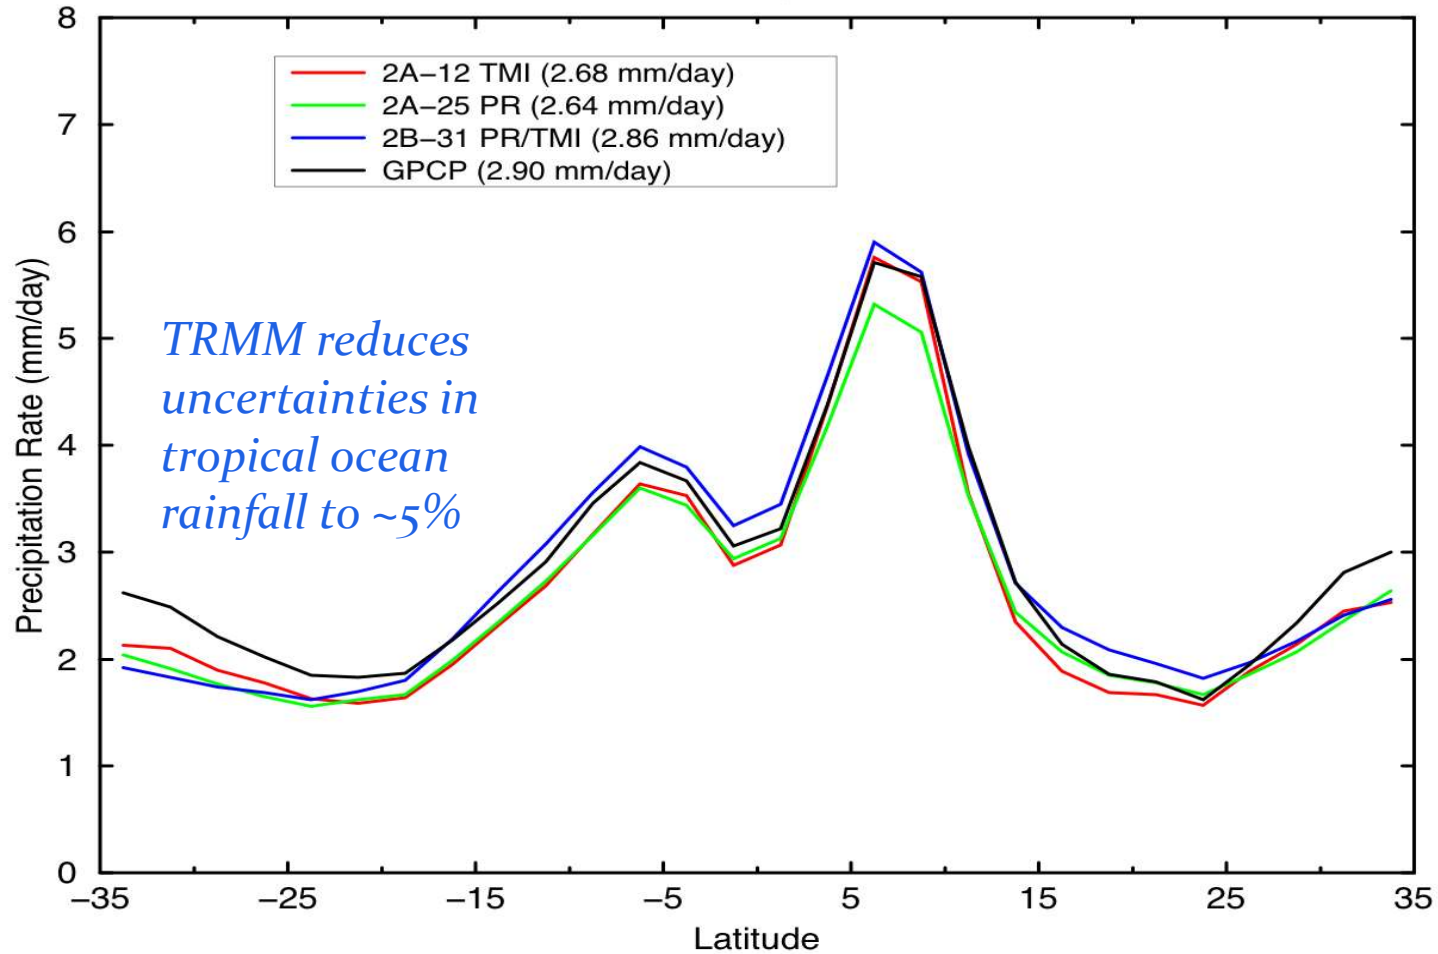 8
2A−12 TMI (2.68 mm/day)
2A−25 PR (2.64 mm/day)
2B−31 PR/TMI (2.86 mm/day)
GPCP (2.90 mm/day)
7
6
5
4
3
2
1
0
Precipitation Rate (mm/day)
TRMM reduces
uncertainties in
tropical ocean
rainfall to ~5%
−35 −25 −15 −5 5 15 25 35
Latitude